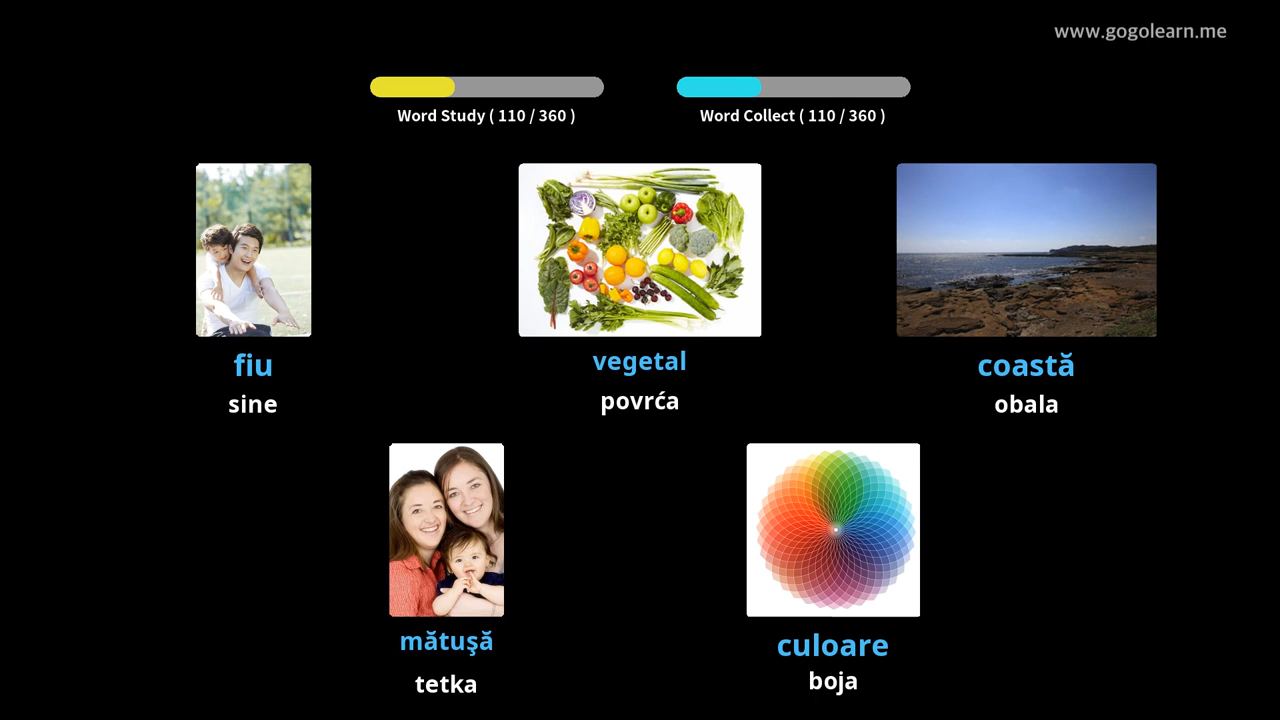 www.gogolearn.me
Word Study ( 110 / 360 )
Word Collect ( 110 / 360 )
fiu
vegetal
coastă
sine
povrća
obala
mătuşă
culoare
tetka
boja